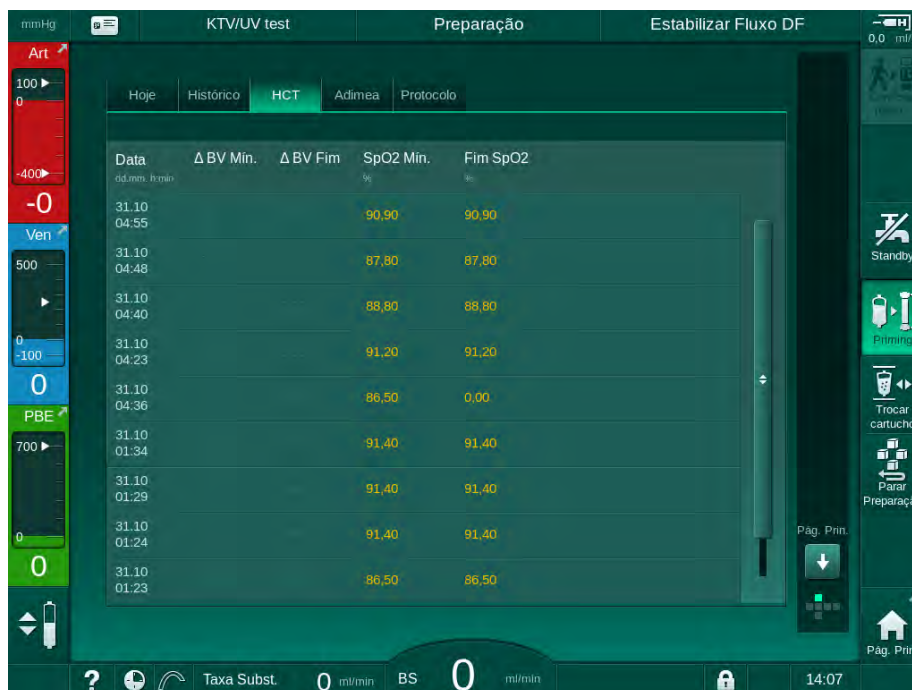 mmHg
KTV/UV test
Preparação
Estabilizar Fluxo DF
H
0,0 ml/
Art
100
0
-400
-0
Ven
500
0
-100
0
PBE
700
0
0
Hoje Histórico HCT Adimea Protocolo
Data Δ BV Mín. Δ BV Fim SpO2 Mín. Fim SpO2
dd.mm. h:min % %
31.10
04:55 90,90 90,90
31.10
04:48 87,80 87,80
31.10
04:40 88,80 88,80
31.10
04:23 91,20 91,20
31.10
04:36 86,50 0,00
31.10
01:34 91,40 91,40
31.10
01:29 91,40 91,40
31.10
01:24 91,40 91,40
31.10
01:23 86,50 86,50
Pág. Prin.
Standby
Priming
Trocar
cartucho
Parar
Preparaçã
Pág. Prin
? Taxa Subst. 0 ml/min BS 0 ml/min 14:07